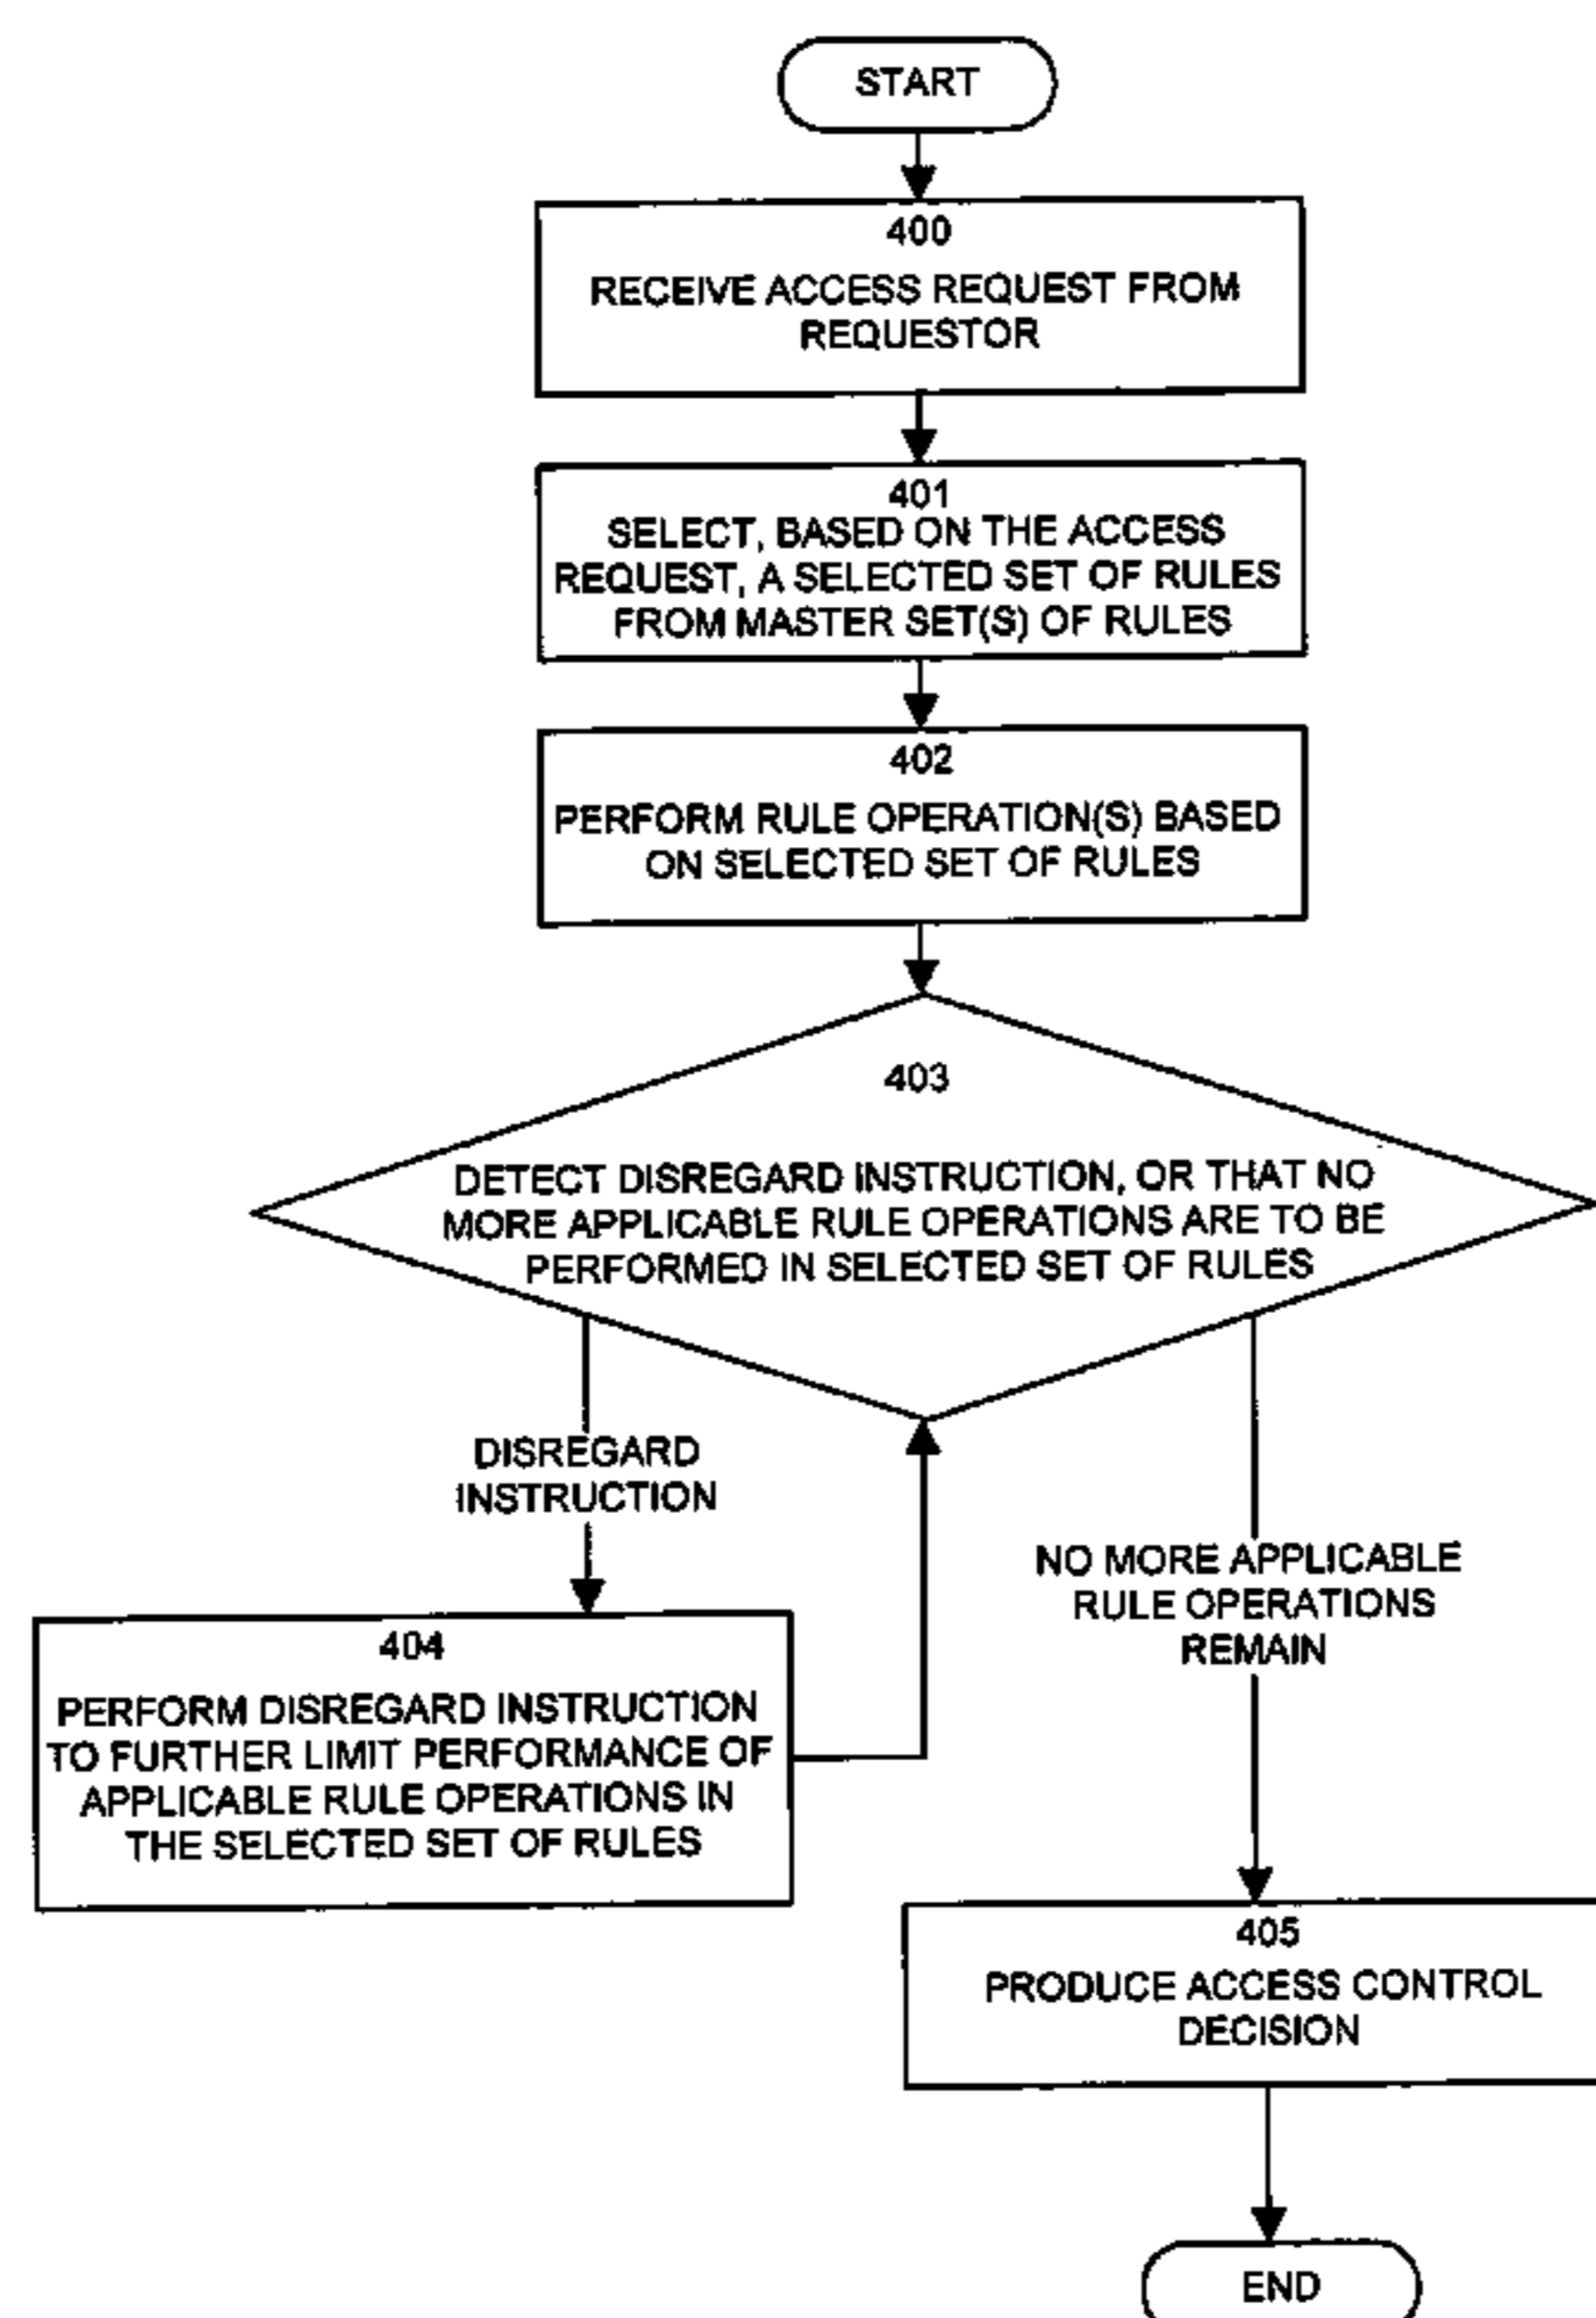 START
400
RECEIVE ACCESS REQUEST FROM
REQUESTOR
401
SELECT, BASED ON THE ACCESS
REQUEST, A SELECTED SET OF RULES
FROM MASTER SET(S) OF RULES
402
PERFORM RULE OPERATION(S) BASED
ON SELECTED SET OF RULES
403
DETECT DISREGARD INSTRUCTION, OR THAT NO
MORE APPLICABLE RULE OPERATIONS ARE TO BE
PERFORMED IN SELECTED SET OF RULES
DISREGARD
INSTRUCTION
NO MORE APPLICABLE
RULE OPERATIONS
REMAIN
404
PERFORM DISREGARD INSTRUCTION
TO FURTHER LIMIT PERFORMANCE OF
APPLICABLE RULE OPERATIONS IN
THE SELECTED SET OF RULES
405
PRODUCE ACCESS CONTROL
DECISION
END